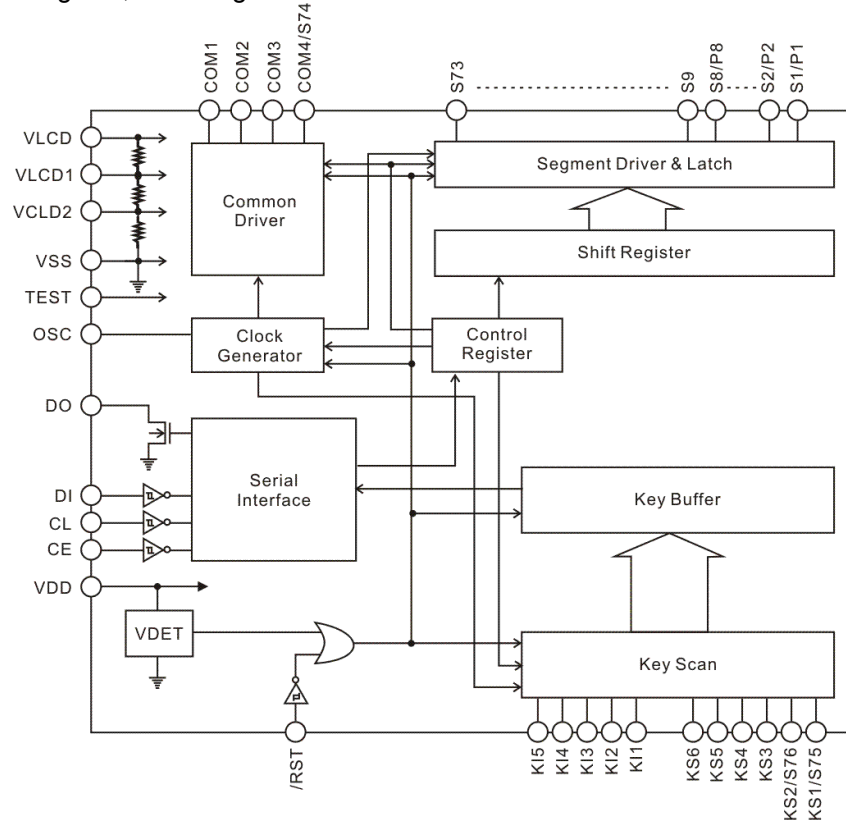 COM1
COM2
COM3
COM4/S74
S73
S9
S8/P8
S2/P2
S1/P1
VLCD
VLCD1
VCLD2
VSS
TEST
OSC
DO
DI
CL
CE
VDD
Common
Driver
Segment Driver & Latch
Shift Register
Clock
Generator
Control
Register
Serial
Interface
Key Buffer
VDET
Key Scan
/RST
KI5
KI4
KI3
KI2
KI1
KS6
KS5
KS4
KS3
KS2/S76
KS1/S75